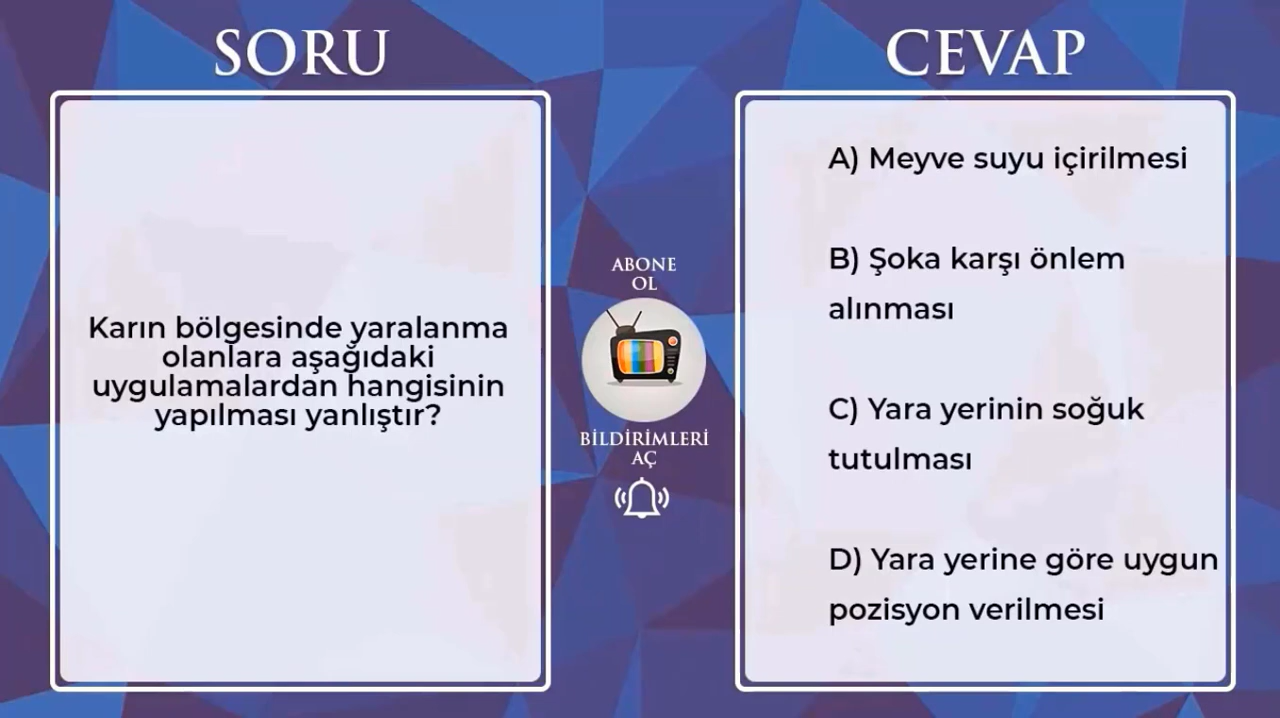 SORU
Karın bölgesinde yaralanma
olanlara aşağıdaki
uygulamalardan hangisinin
yapılması yanlıştır?
ABONE
OL
BİLDİRİMLERİ
AÇ
CEVAP
A) Meyve suyu içirilmesi
B) Şoka karşı önlem
alınması
C) Yara yerinin soğuk
tutulması
D) Yara yerine göre uygun
pozisyon verilmesi